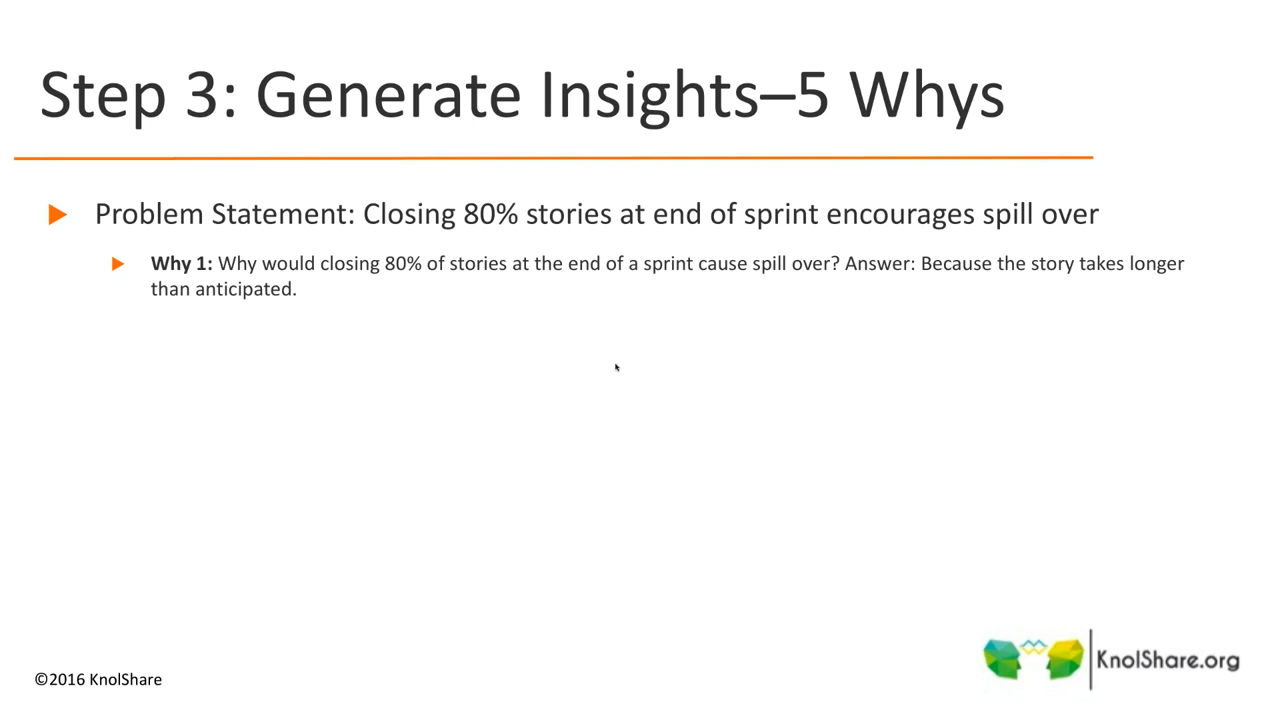 Step 3: Generate Insights–5 Whys
Problem Statement: Closing 80% stories at end of sprint encourages spill over
Why 1: Why would closing 80% of stories at the end of a sprint cause spill over? Answer: Because the story takes longer
than anticipated.
©2016 KnolShare
KnolShare.org